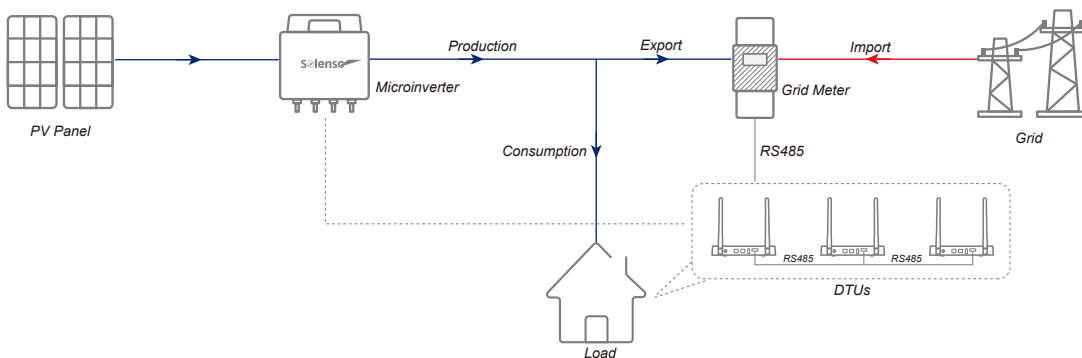 Production
Export
Import
Solenso
Microinverter
Grid Meter
PV Panel
Grid
Consumption
RS485
RS485
RS485
DTUs
Load